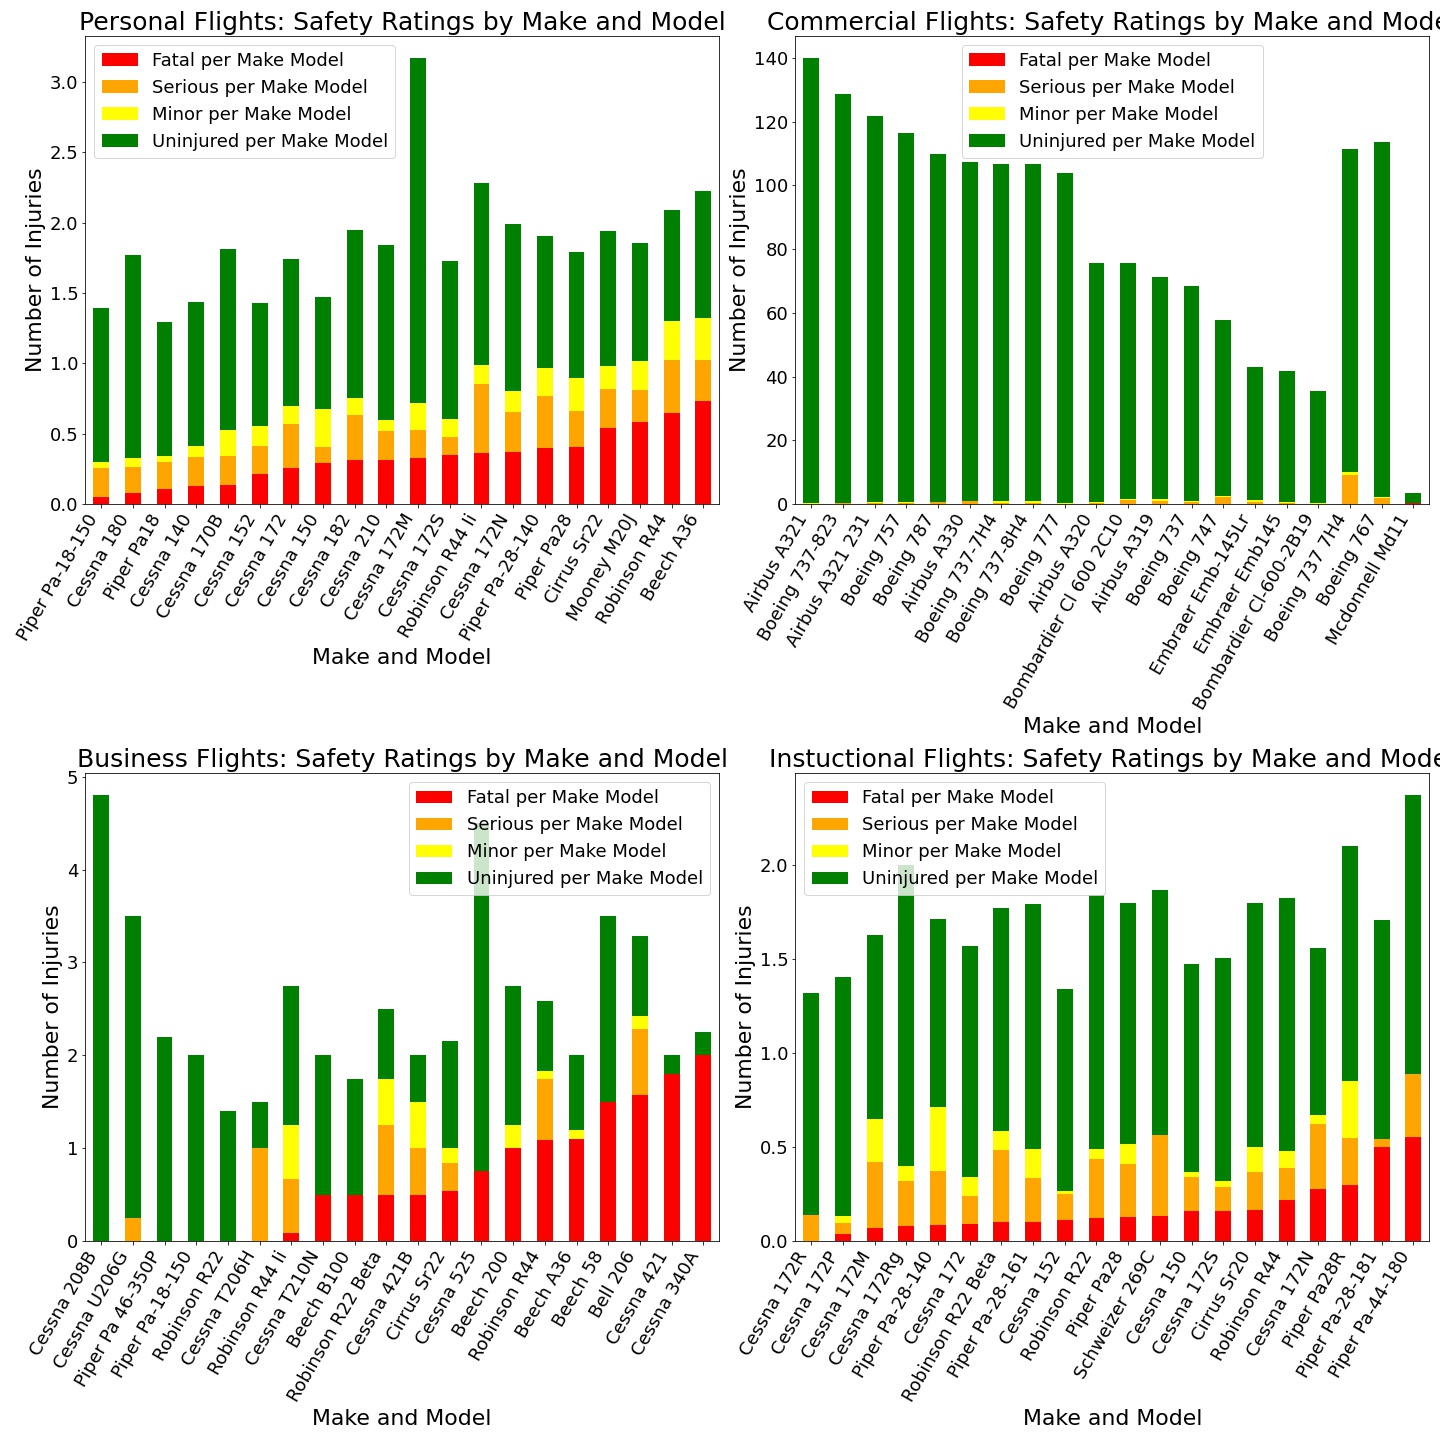 Personal Flights: Safety Ratings by Make and Model
Fatal per Make Model
Serious per Make Model
Minor per Make Model
Uninjured per Make Model
Number of Injuries
3.0
2.5
2.0
1.5
1.0
0.5
0.0
Piper Pa-18-150
Cessna 180
Piper Pa18
Cessna 140
Cessna 170B
Cessna 152
Cessna 172
Cessna 150
Cessna 182
Cessna 210
Cessna 172M
Cessna 172S
Robinson R44 Ii
Cessna 172N
Piper Pa-28-140
Piper Pa28
Cirrus Sr22
Mooney M20J
Robinson R44
Beech A36
Make and Model
Commercial Flights: Safety Ratings by Make and Mode
Fatal per Make Model
Serious per Make Model
Minor per Make Model
Uninjured per Make Model
Number of Injuries
140
120
100
80
60
40
20
0
Airbus A321
Boeing 737-823
Airbus A321 231
Boeing 757
Boeing 787
Airbus A330
Boeing 737-7H4
Boeing 737-8H4
Boeing 777
Airbus A320
Bombardier Cl 600 2C10
Airbus A319
Boeing 737
Boeing 747
Embraer Emb-145Lr
Embraer Emb145
Bombardier Cl-600-2B19
Boeing 737 7H4
Boeing 767
Mcdonnell Md11
Make and Model
Business Flights: Safety Ratings by Make and Model
Fatal per Make Model
Serious per Make Model
Minor per Make Model
Uninjured per Make Model
Number of Injuries
5
4
3
2
1
0
Cessna 208B
Cessna U206G
Piper Pa 46-350P
Piper Pa-18-150
Robinson R22
Cessna T206H
Robinson R44 Ii
Cessna T210N
Beech B100
Robinson R22 Beta
Cessna 421B
Cirrus Sr22
Cessna 525
Beech 200
Robinson R44
Beech A36
Beech 58
Bell 206
Cessna 421
Cessna 340A
Make and Model
Instuctional Flights: Safety Ratings by Make and Mode
Fatal per Make Model
Serious per Make Model
Minor per Make Model
Uninjured per Make Model
Number of Injuries
2.0
1.5
1.0
0.5
0.0
Cessna 172R
Cessna 172P
Cessna 172M
Cessna 172Rg
Piper Pa-28-140
Cessna 172
Robinson R22 Beta
Piper Pa-28-161
Cessna 152
Robinson R22
Piper Pa28
Schweizer 269C
Cessna 150
Cessna 172S
Cirrus Sr20
Robinson R44
Cessna 172N
Piper Pa28R
Piper Pa-28-181
Piper Pa-44-180
Make and Model